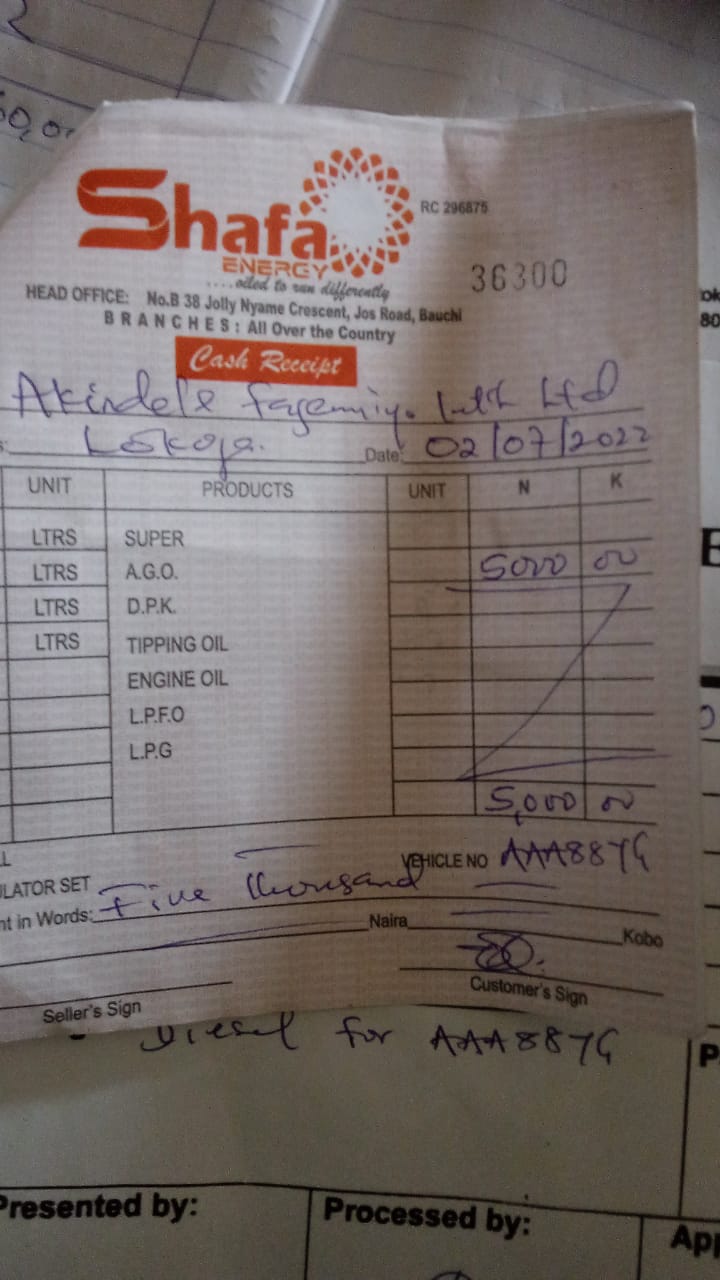 50,00
Shafa
ENERGY
....oiled to run differently
RC 296875
36300
HEAD OFFICE: No.B 38 Jolly Nyame Crescent, Jos Road, Bauchi
BRANCHES: All Over the Country
Cash Receipt
Akindele Fagemiyo Ltd
Lokoja. Date: 02/07/2022
UNIT PRODUCTS UNIT N K
LTRS SUPER
LTRS A.G.O. 5000 00
LTRS D.P.K.
LTRS TIPPING OIL
ENGINE OIL
L.P.F.O
L.P.G
5,000 00
VEHICLE NO AAA887G
ULATOR SET
nt in Words: Five thousand
Naira Kobo
Seller's Sign Customer's Sign
- Diesel for AAA887G
Presented by: Processed by: App